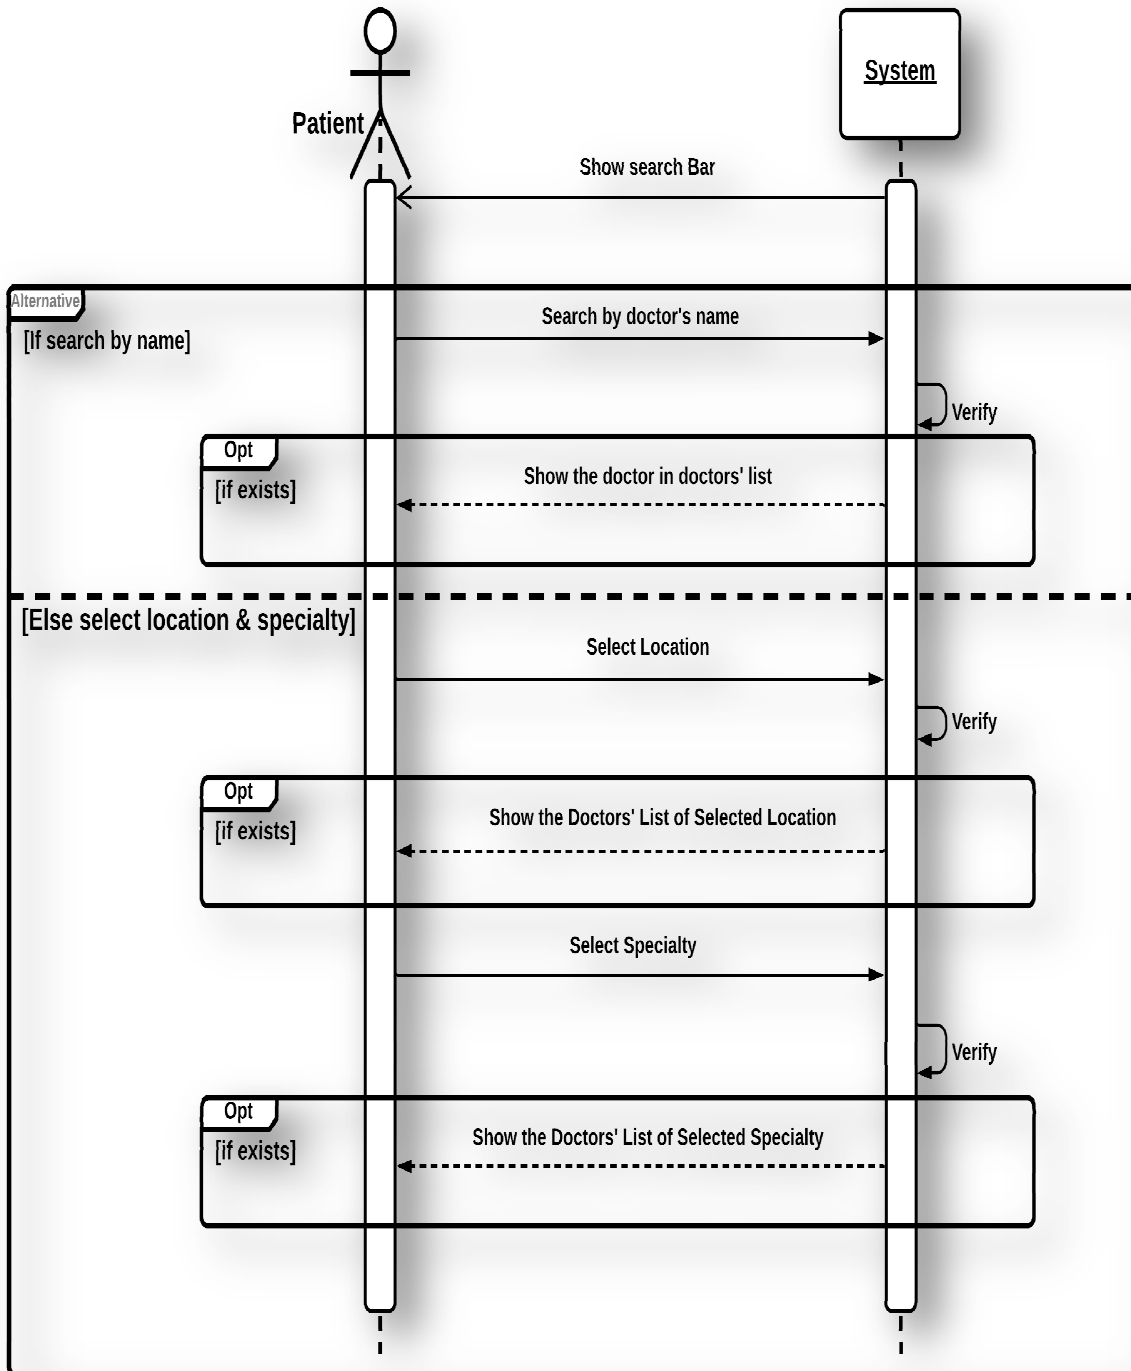 System
Patient
Show search Bar
Alternative
Search by doctor's name
[If search by name]
Verify
Opt
Show the doctor in doctors' list
[if exists]
[Else select location & specialty]
Select Location
Verify
Opt
Show the Doctors' List of Selected Location
[if exists]
Select Specialty
Verify
Opt
Show the Doctors' List of Selected Specialty
[if exists]